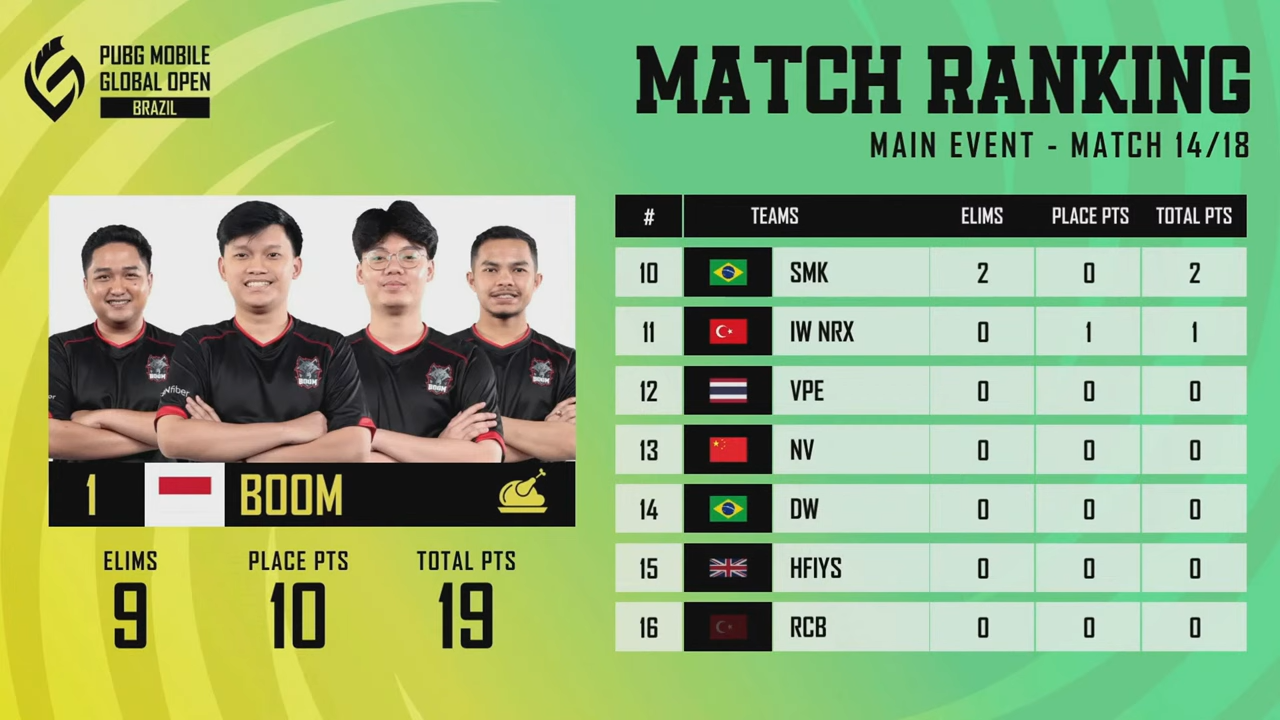 PUBG MOBILE
GLOBAL OPEN
BRAZIL
MATCH RANKING
MAIN EVENT - MATCH 14/18
BOOM
BOOM
BOOM
1 BOOM
ELIMS PLACE PTS TOTAL PTS
9 10 19
# TEAMS ELIMS PLACE PTS TOTAL PTS
10 SMK 2 0 2
11 IW NRX 0 1 1
12 VPE 0 0 0
13 NV 0 0 0
14 DW 0 0 0
15 HFIYS 0 0 0
16 RCB 0 0 0